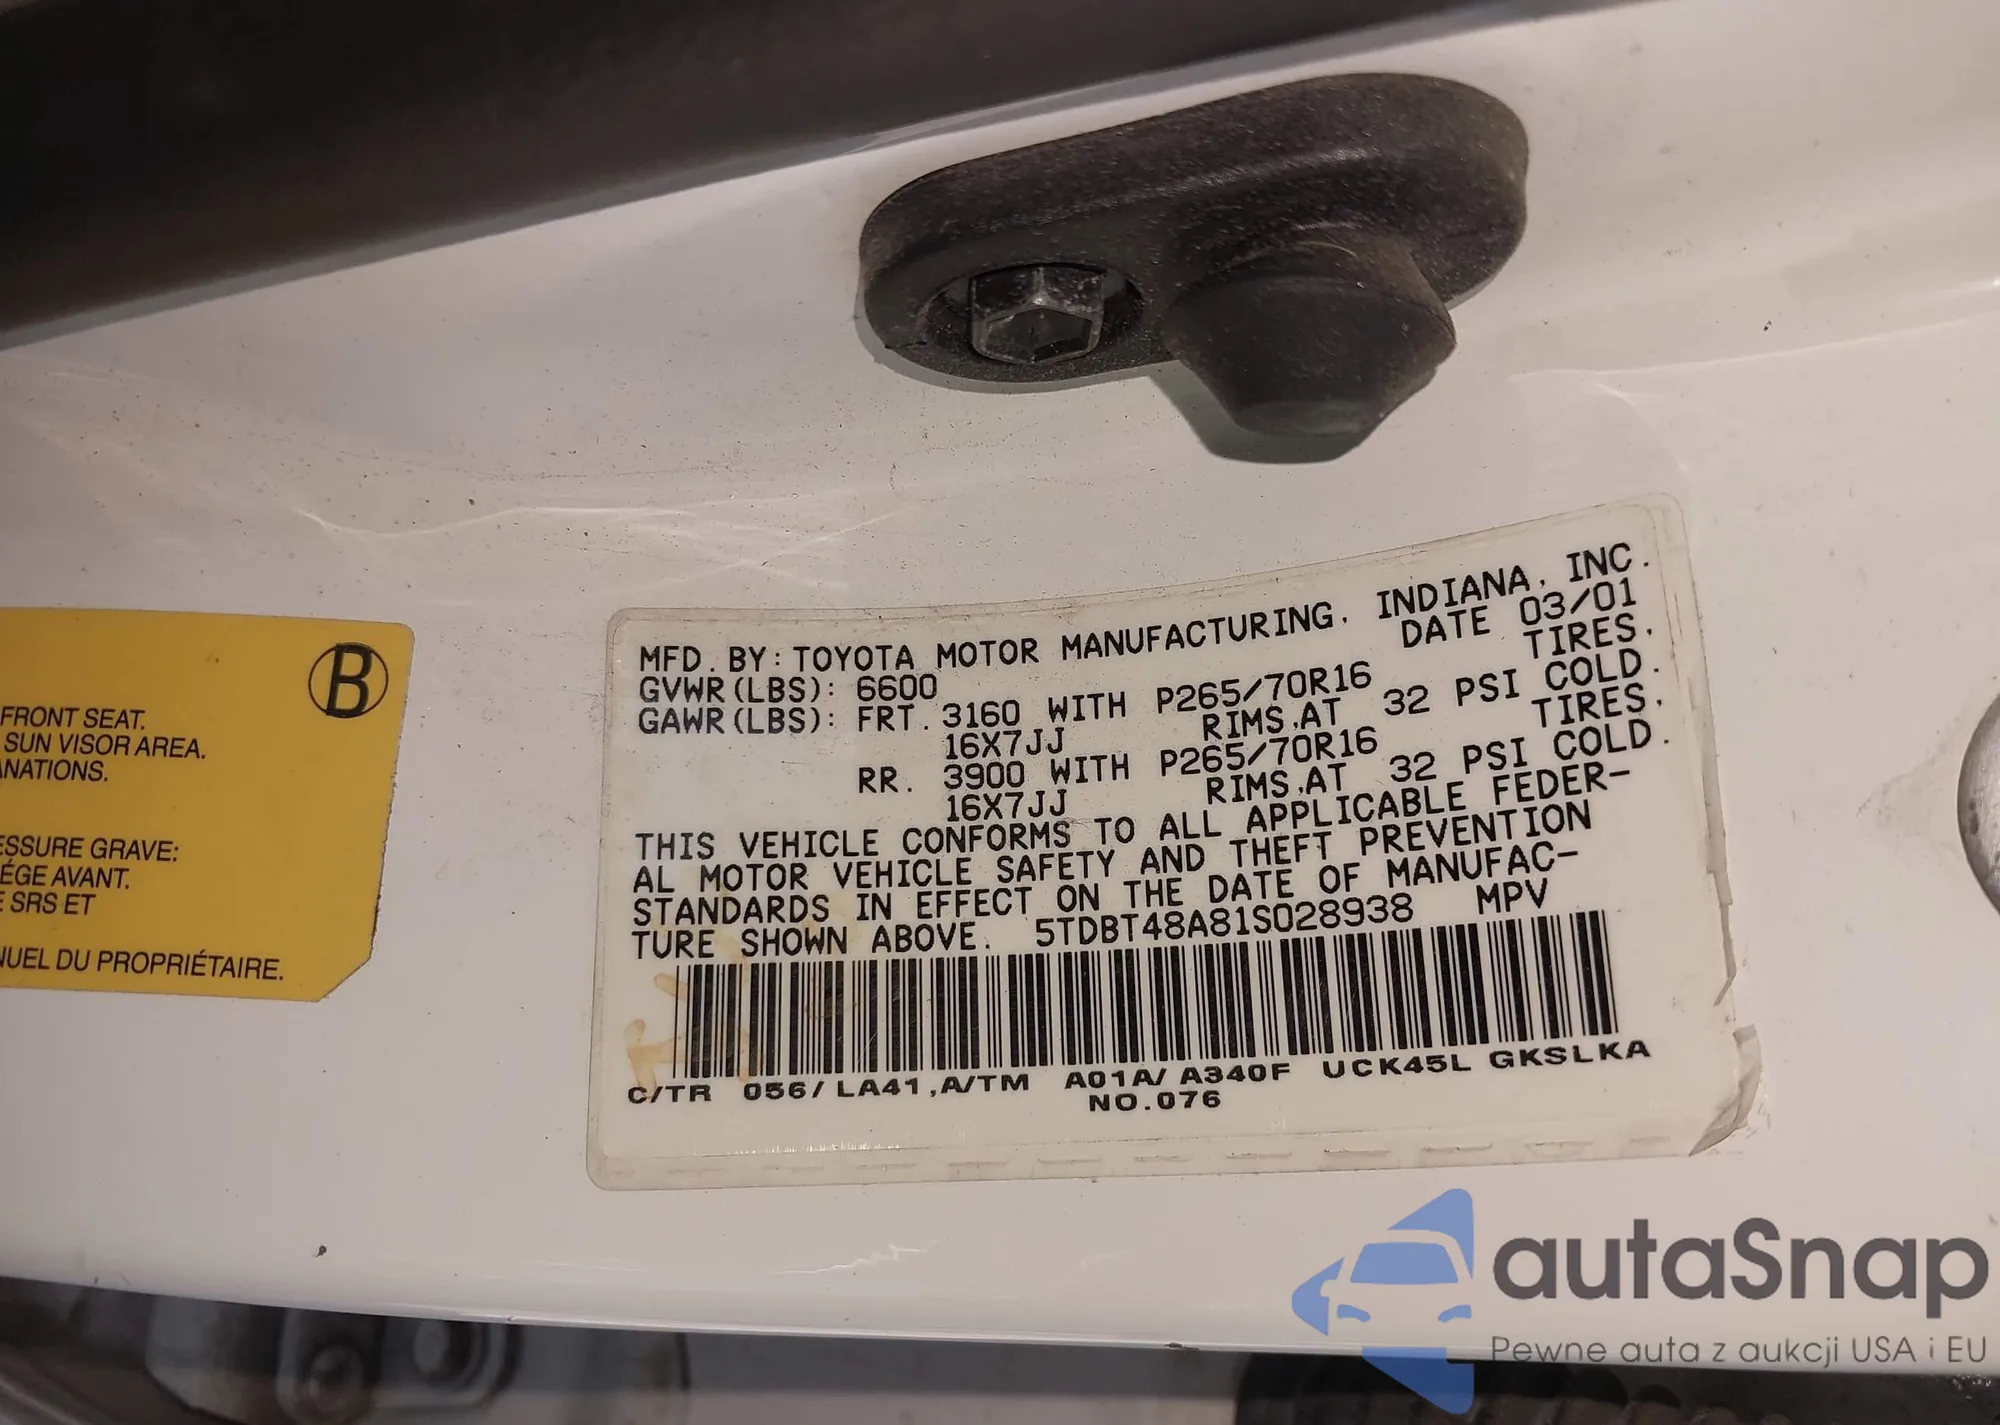 B
FRONT SEAT.
SUN VISOR AREA.
ESSURE GRAVE:
ÉGE AVANT.
E SRS ET
NUEL DU PROPRIÉTAIRE.
MFD. BY: TOYOTA MOTOR MANUFACTURING, INDIANA, INC.
GVWR(LBS): 6600 DATE 03/01
GAWR(LBS): FRT. 3160 WITH P265/70R16 TIRES.
16X7JJ RIMS.AT 32 PSI COLD.
RR. 3900 WITH P265/70R16 TIRES.
16X7JJ RIMS.AT 32 PSI COLD.
THIS VEHICLE CONFORMS TO ALL APPLICABLE FEDER-
AL MOTOR VEHICLE SAFETY AND THEFT PREVENTION
STANDARDS IN EFFECT ON THE DATE OF MANUFAC-
TURE SHOWN ABOVE. 5TDBT48A81S028938 MPV
C/TR 056/LA41,A/TM A01A/A340F UCK45L GKSLKA
NO.076
autaSnap
Pewne auta z aukcji USA i EU